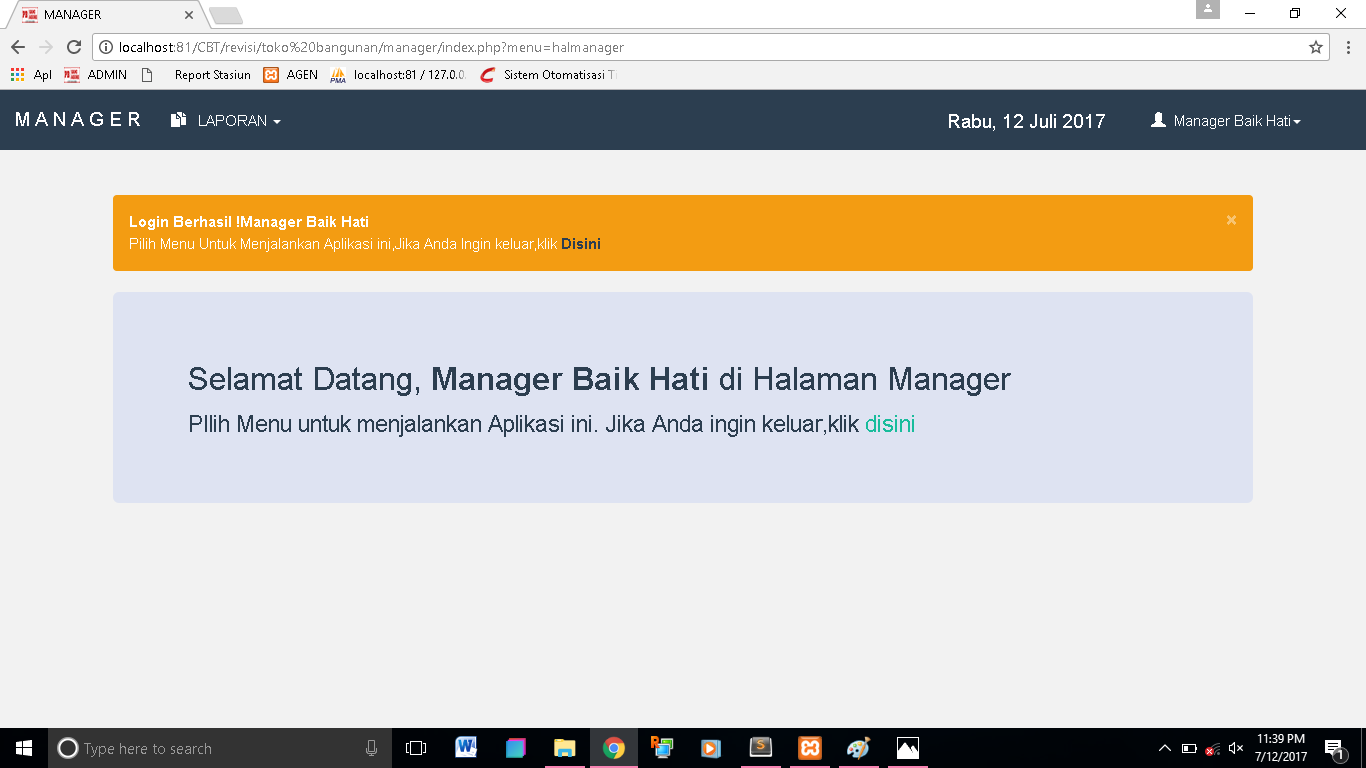 MANAGER
localhost:81/CBT/revisi/toko%20bangunan/manager/index.php?menu=halmanager
Apl ADMIN Report Stasiun AGEN localhost:81 / 127.0.0. Sistem Otomatisasi Ti
PMA
MANAGER LAPORAN Rabu, 12 Juli 2017 Manager Baik Hati
Login Berhasil !Manager Baik Hati ×
Pilih Menu Untuk Menjalankan Aplikasi ini,Jika Anda Ingin keluar,klik Disini
Selamat Datang, Manager Baik Hati di Halaman Manager
PIlih Menu untuk menjalankan Aplikasi ini. Jika Anda ingin keluar,klik disini
Type here to search
11:39 PM
7/12/2017
1